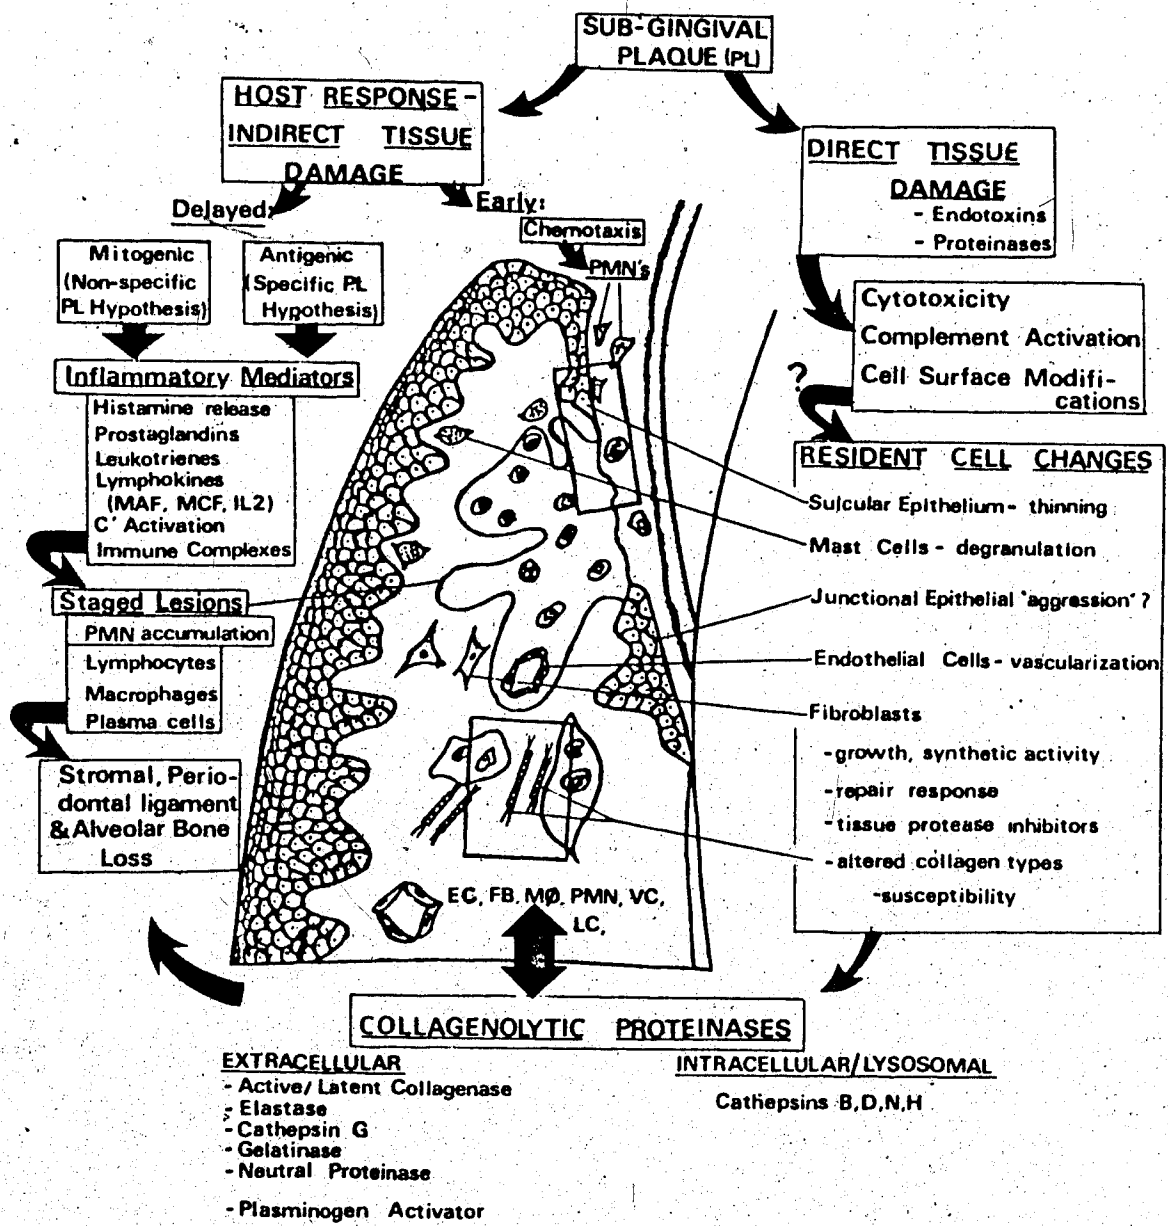 SUB-GINGIVAL
PLAQUE (PL)
HOST RESPONSE-
INDIRECT TISSUE
DAMAGE
Delayed:
Early:
Mitogenic
(Non-specific
PL Hypothesis)
Antigenic
(Specific PL
Hypothesis)
Chemotaxis
PMN's
Inflammatory Mediators
Histamine release
Prostaglandins
Leukotrienes
Lymphokines
(MAF, MCF, IL2)
C' Activation
Immune Complexes
Staged Lesions
PMN accumulation
Lymphocytes
Macrophages
Plasma cells
Stromal, Perio-
dontal ligament
& Alveolar Bone
Loss
DIRECT TISSUE
DAMAGE
- Endotoxins
- Proteinases
Cytotoxicity
Complement Activation
Cell Surface Modifi-
cations
?
RESIDENT CELL CHANGES
Sulcular Epithelium- thinning
Mast Cells - degranulation
Junctional Epithelial 'aggression' ?
Endothelial Cells- vascularization
Fibroblasts
-growth, synthetic activity
-repair response
-tissue protease inhibitors
-altered collagen types
-susceptibility
EC, FB, MØ, PMN, VC,
LC,
COLLAGENOLYTIC PROTEINASES
EXTRACELLULAR
- Active/Latent Collagenase
- Elastase
- Cathepsin G
- Gelatinase
- Neutral Proteinase
- Plasminogen Activator
INTRACELLULAR/LYSOSOMAL
Cathepsins B,D,N,H